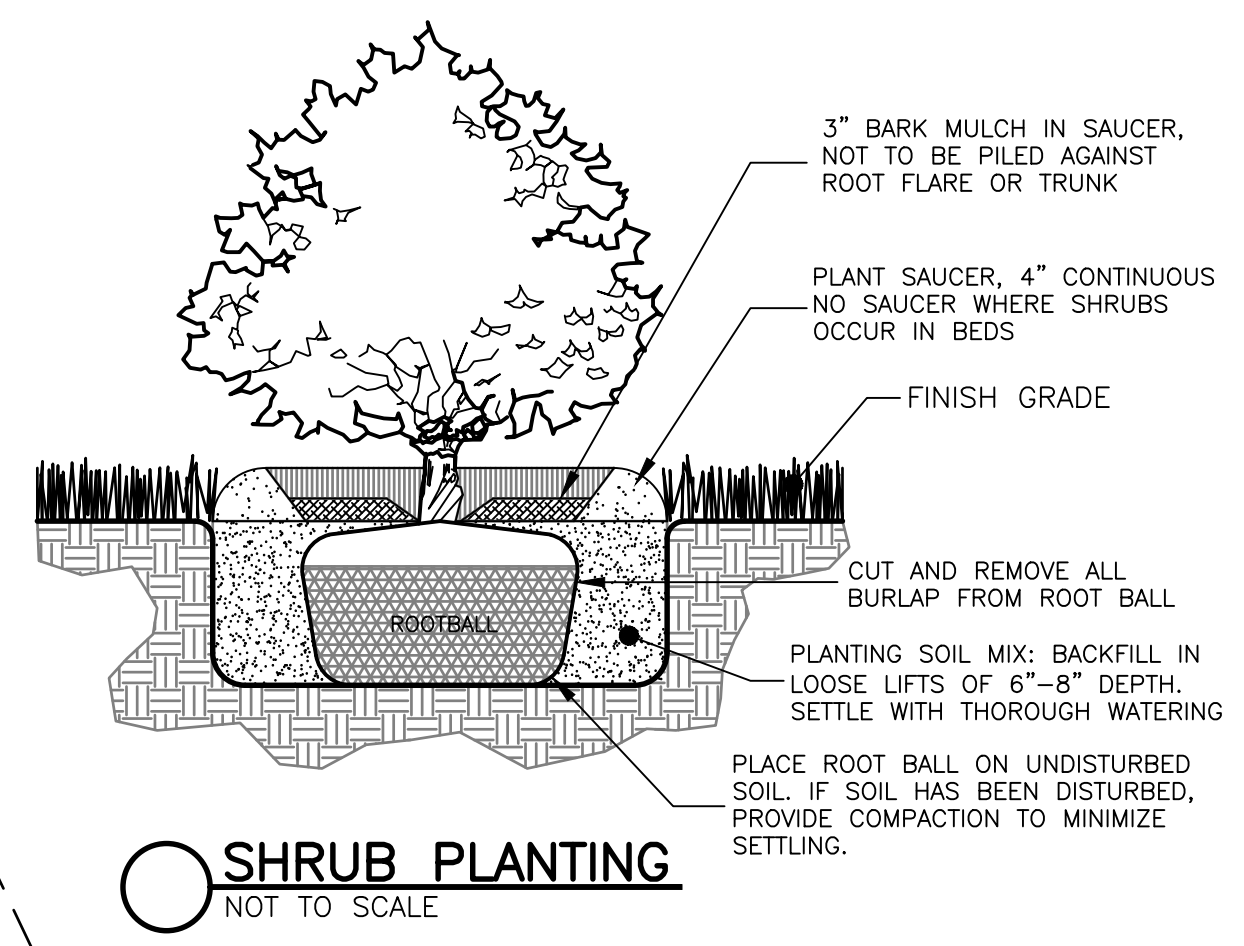 3” BARK MULCH IN SAUCER,
NOT TO BE PILED AGAINST
ROOT FLARE OR TRUNK
PLANT SAUCER, 4” CONTINUOUS
NO SAUCER WHERE SHRUBS
OCCUR IN BEDS
FINISH GRADE
CUT AND REMOVE ALL
BURLAP FROM ROOT BALL
ROOTBALL
PLANTING SOIL MIX: BACKFILL IN
LOOSE LIFTS OF 6”–8” DEPTH.
SETTLE WITH THOROUGH WATERING
PLACE ROOT BALL ON UNDISTURBED
SOIL. IF SOIL HAS BEEN DISTURBED,
PROVIDE COMPACTION TO MINIMIZE
SETTLING.
SHRUB PLANTING
NOT TO SCALE